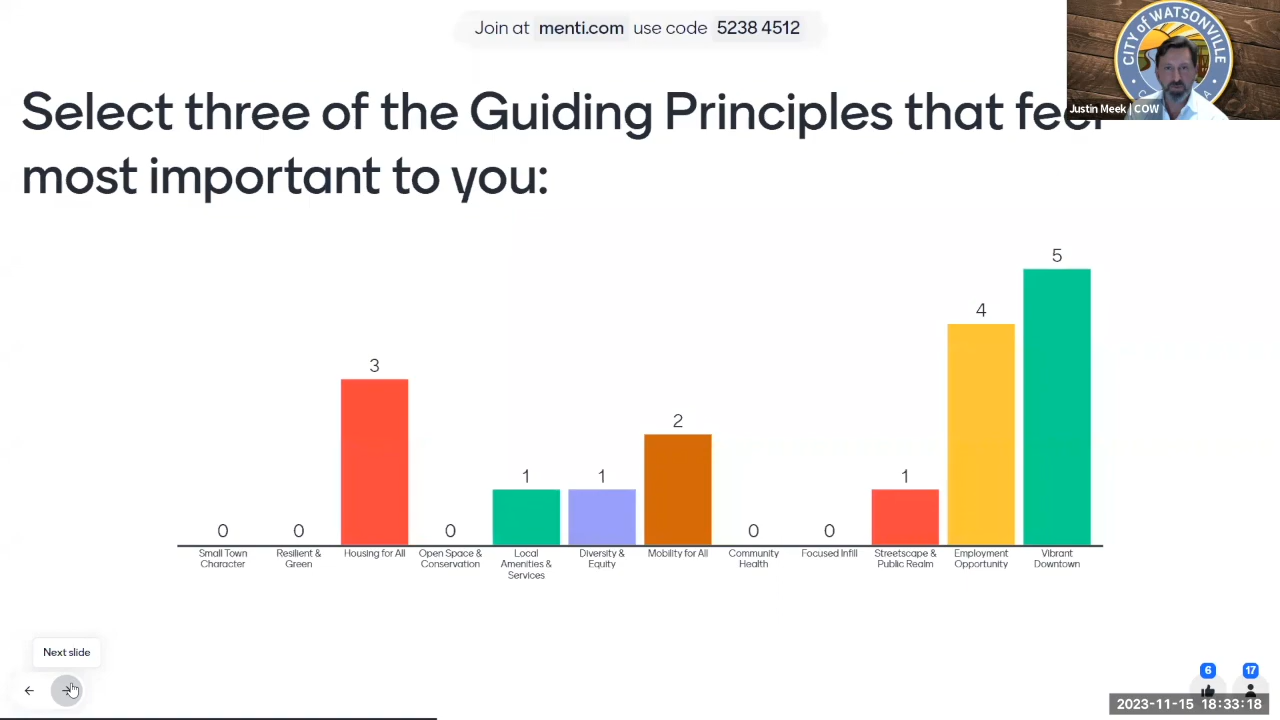 Join at menti.com use code 5238 4512
CITY of WATSONVILLE
Justin Meek | COW
Select three of the Guiding Principles that feel
most important to you:
5
4
3
2
1
1
1
0
0
0
0
0
Small Town
Character
Resilient &
Green
Housing for All
Open Space &
Conservation
Local
Amenities &
Services
Diversity &
Equity
Mobility for All
Community
Health
Focused Infill
Streetscape &
Public Realm
Employment
Opportunity
Vibrant
Downtown
Next slide
6
17
2023-11-15 18:33:18